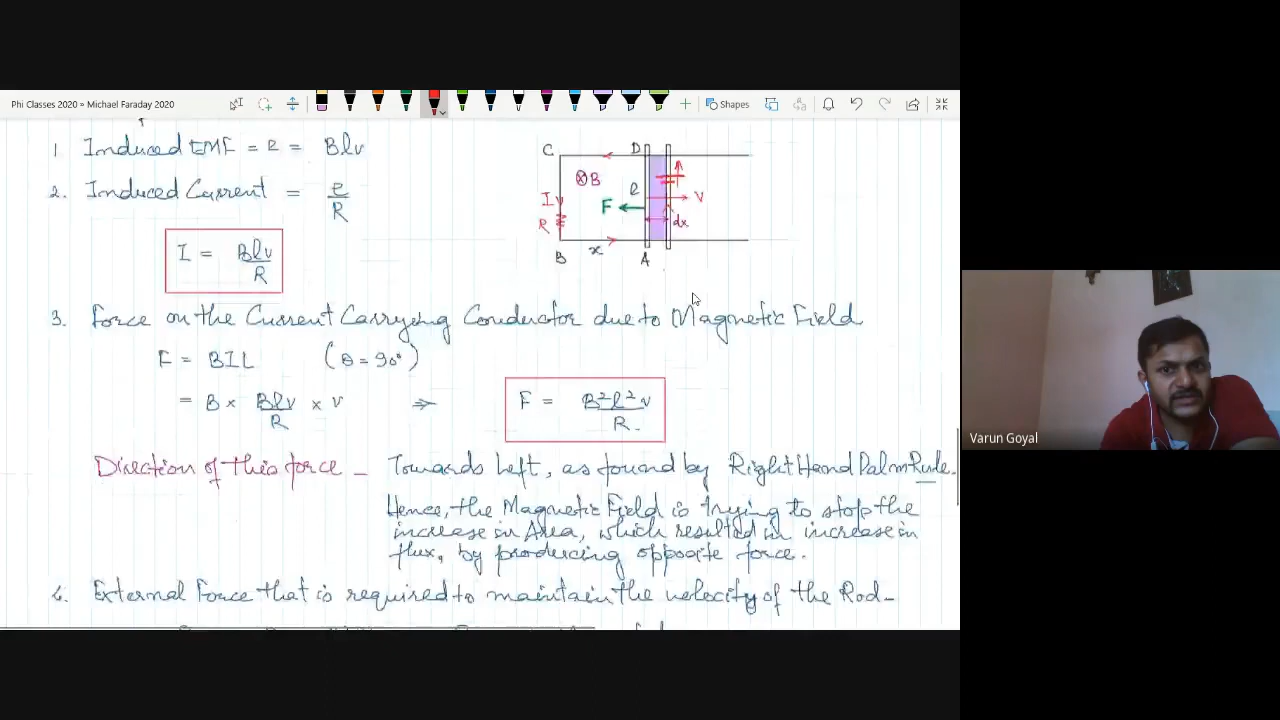 Phi Classes 2020 » Michael Faraday 2020
Shapes
1 Induced EMF = e = Blv
2. Induced Current = e/R
I = Blv/R
C D
⊗B
I
R
l
F
V
dx
B x A
3. Force on the Current Carrying Conductor due to Magnetic Field
F = BIL (θ = 90°)
= B × Blv/R × v ⇒ F = B²l²v/R.
Direction of this force – Towards Left, as found by Right Hand Palm Rule.
Hence, the Magnetic Field is trying to stop the
increase in Area, which resulted in increase in
flux, by producing opposite force.
External Force that is required to maintain the velocity of the Rod –
Varun Goyal